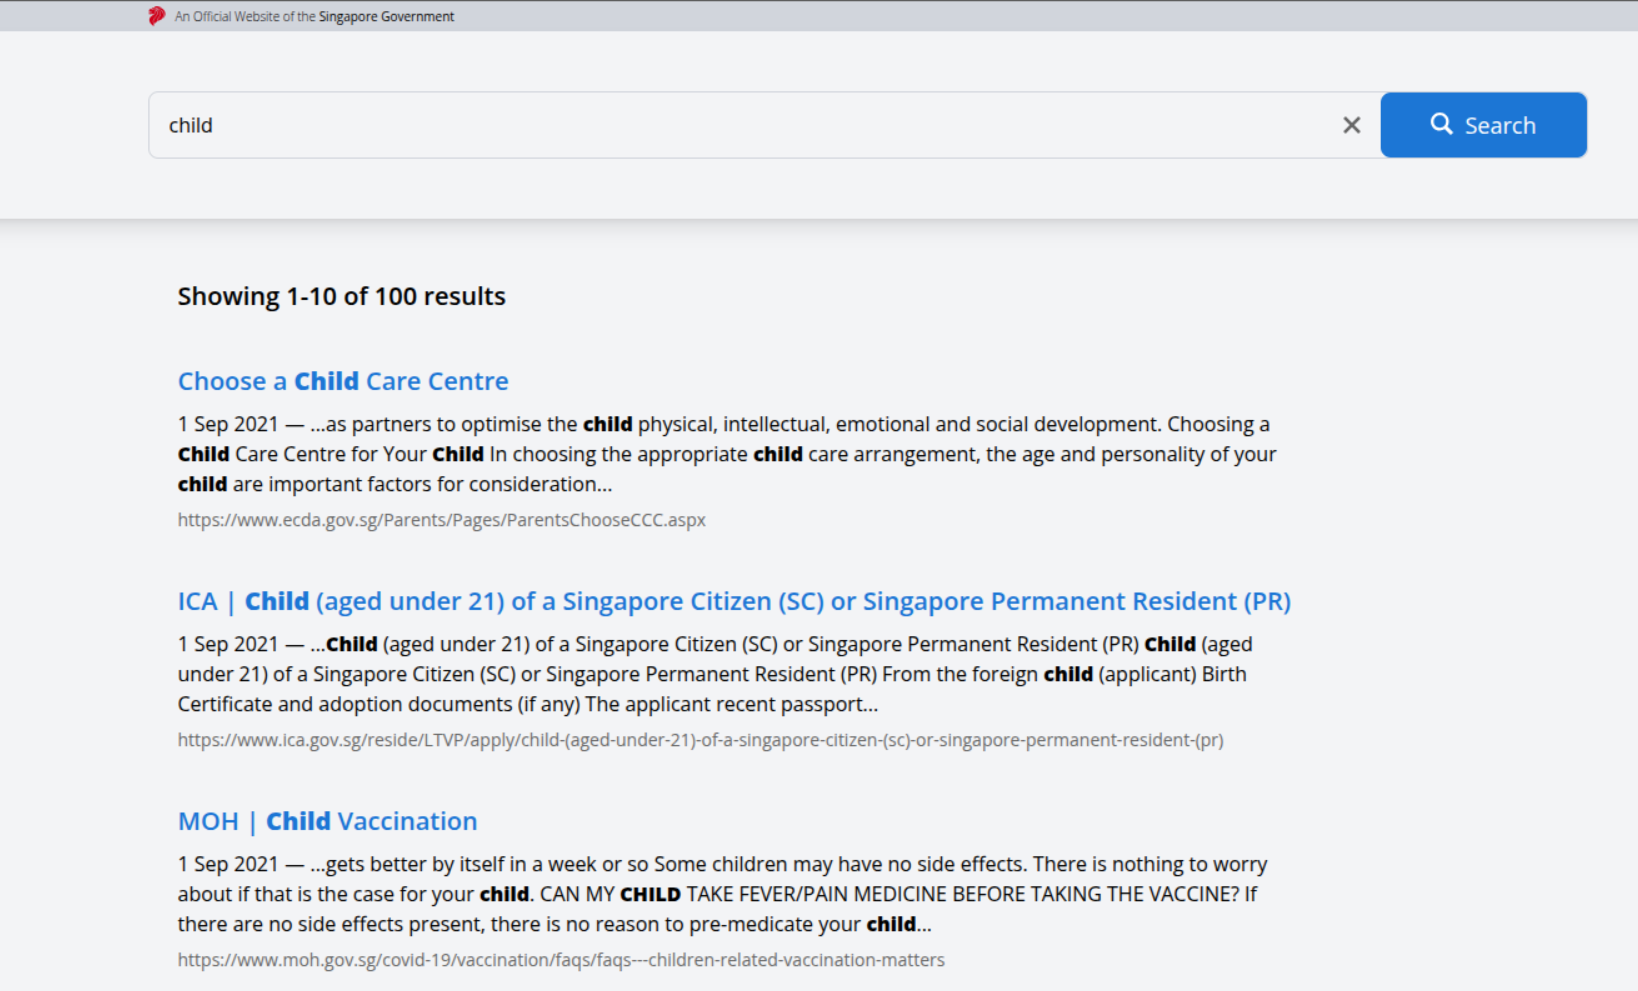 An Official Website of the Singapore Government
child
Search
Showing 1-10 of 100 results
Choose a Child Care Centre
1 Sep 2021 — ...as partners to optimise the child physical, intellectual, emotional and social development. Choosing a
Child Care Centre for Your Child In choosing the appropriate child care arrangement, the age and personality of your
child are important factors for consideration...
https://www.ecda.gov.sg/Parents/Pages/ParentsChooseCCC.aspx
ICA | Child (aged under 21) of a Singapore Citizen (SC) or Singapore Permanent Resident (PR)
1 Sep 2021 — ...Child (aged under 21) of a Singapore Citizen (SC) or Singapore Permanent Resident (PR) Child (aged
under 21) of a Singapore Citizen (SC) or Singapore Permanent Resident (PR) From the foreign child (applicant) Birth
Certificate and adoption documents (if any) The applicant recent passport...
https://www.ica.gov.sg/reside/LTVP/apply/child-(aged-under-21)-of-a-singapore-citizen-(sc)-or-singapore-permanent-resident-(pr)
MOH | Child Vaccination
1 Sep 2021 — ...gets better by itself in a week or so Some children may have no side effects. There is nothing to worry
about if that is the case for your child. CAN MY CHILD TAKE FEVER/PAIN MEDICINE BEFORE TAKING THE VACCINE? If
there are no side effects present, there is no reason to pre-medicate your child...
https://www.moh.gov.sg/covid-19/vaccination/faqs/faqs---children-related-vaccination-matters